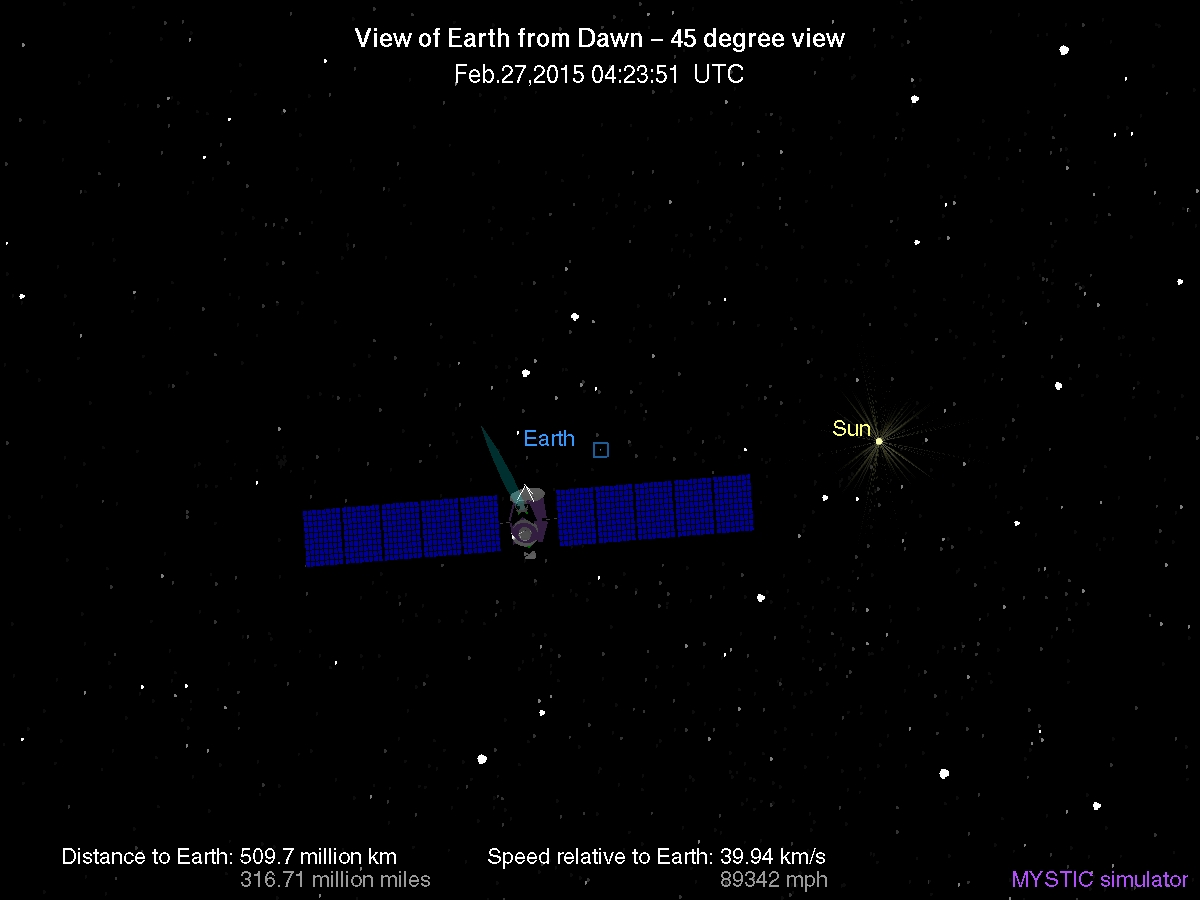 View of Earth from Dawn – 45 degree view
Feb.27,2015 04:23:51 UTC
Sun
Earth
Distance to Earth: 509.7 million km
316.71 million miles
Speed relative to Earth: 39.94 km/s
89342 mph
MYSTIC simulator